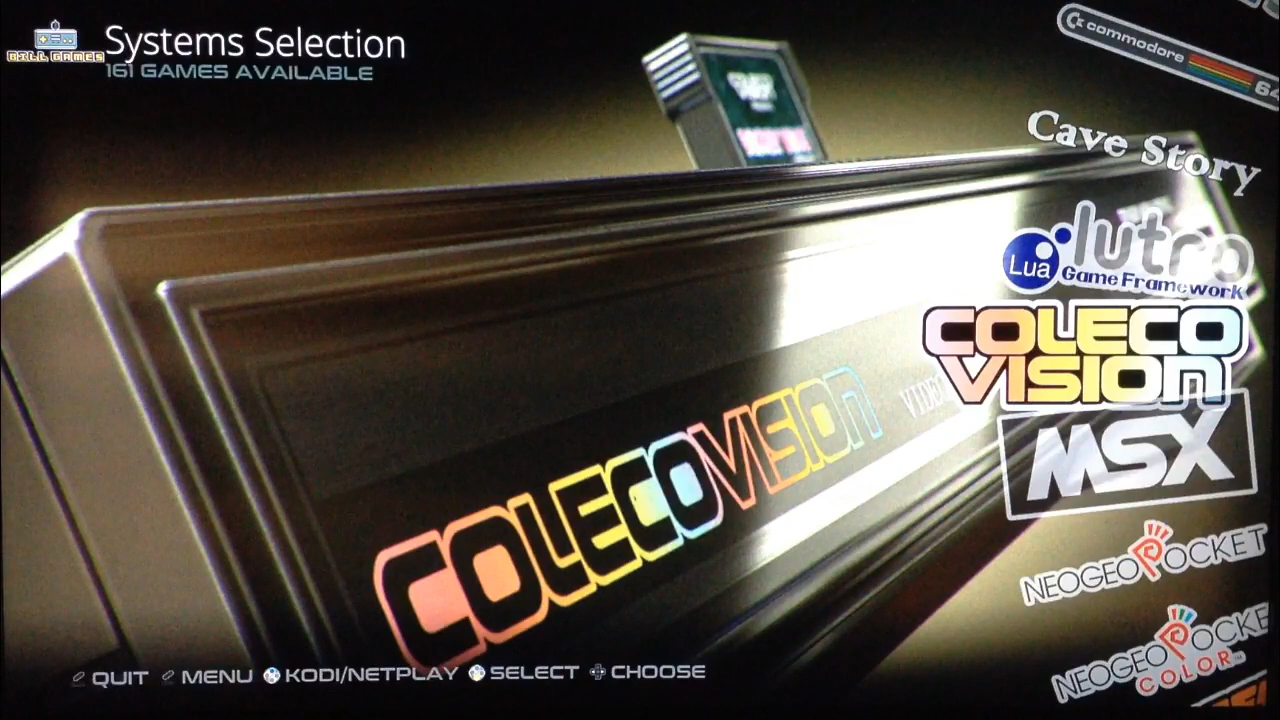 BILL GAMES
Systems Selection
161 GAMES AVAILABLE
commodore 64
Cave Story
Lua lutro
Game Framework
COLECO
VISION
MSX
NEOGEO POCKET
NEOGEO POCKE
COLOR
COLECOVISION
QUIT MENU KODI/NETPLAY SELECT CHOOSE